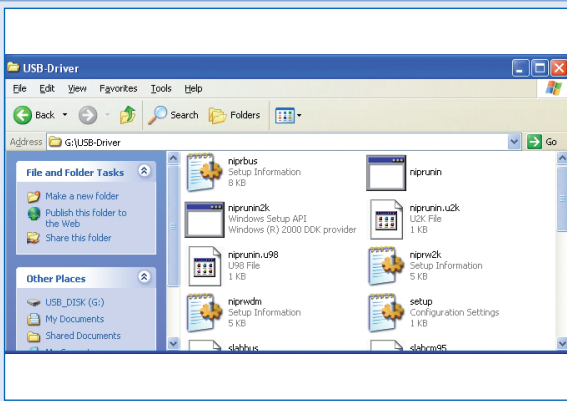 USB-Driver
File Edit View Favorites Tools Help
Back Search Folders
Address G:\USB-Driver Go
File and Folder Tasks
Make a new folder
Publish this folder to
the Web
Share this folder
Other Places
USB_DISK (G:)
My Documents
Shared Documents
niprbus
Setup Information
8 KB
niprunin
niprunin2k
Windows Setup API
Windows (R) 2000 DDK provider
niprunin.u2k
U2K File
1 KB
niprunin.u98
U98 File
1 KB
niprw2k
Setup Information
5 KB
niprwdm
Setup Information
5 KB
setup
Configuration Settings
1 KB
slabbus
slabcm95